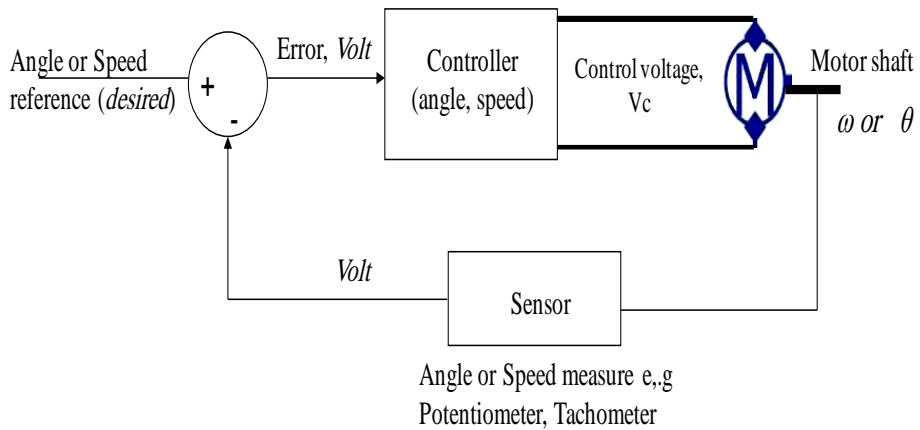 Angle or Speed
reference (desired)
+
-
Error, Volt
Controller
(angle, speed)
Control voltage,
Vc
M
Motor shaft
ω or θ
Volt
Sensor
Angle or Speed measure e,.g
Potentiometer, Tachometer